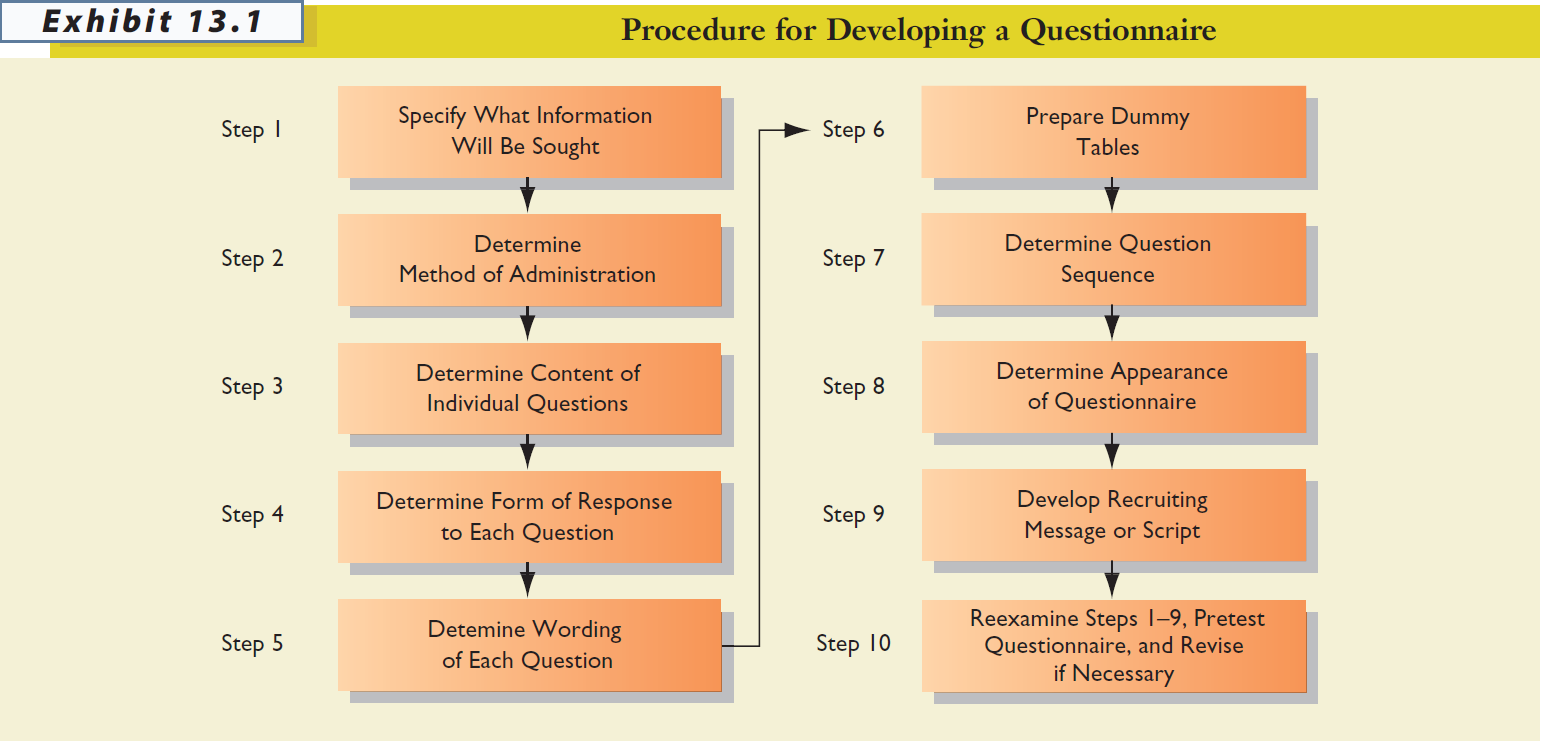 Exhibit 13.1
Procedure for Developing a Questionnaire
Step 1
Specify What Information
Will Be Sought
Step 2
Determine
Method of Administration
Step 3
Determine Content of
Individual Questions
Step 4
Determine Form of Response
to Each Question
Step 5
Detemine Wording
of Each Question
Step 6
Prepare Dummy
Tables
Step 7
Determine Question
Sequence
Step 8
Determine Appearance
of Questionnaire
Step 9
Develop Recruiting
Message or Script
Step 10
Reexamine Steps 1–9, Pretest
Questionnaire, and Revise
if Necessary